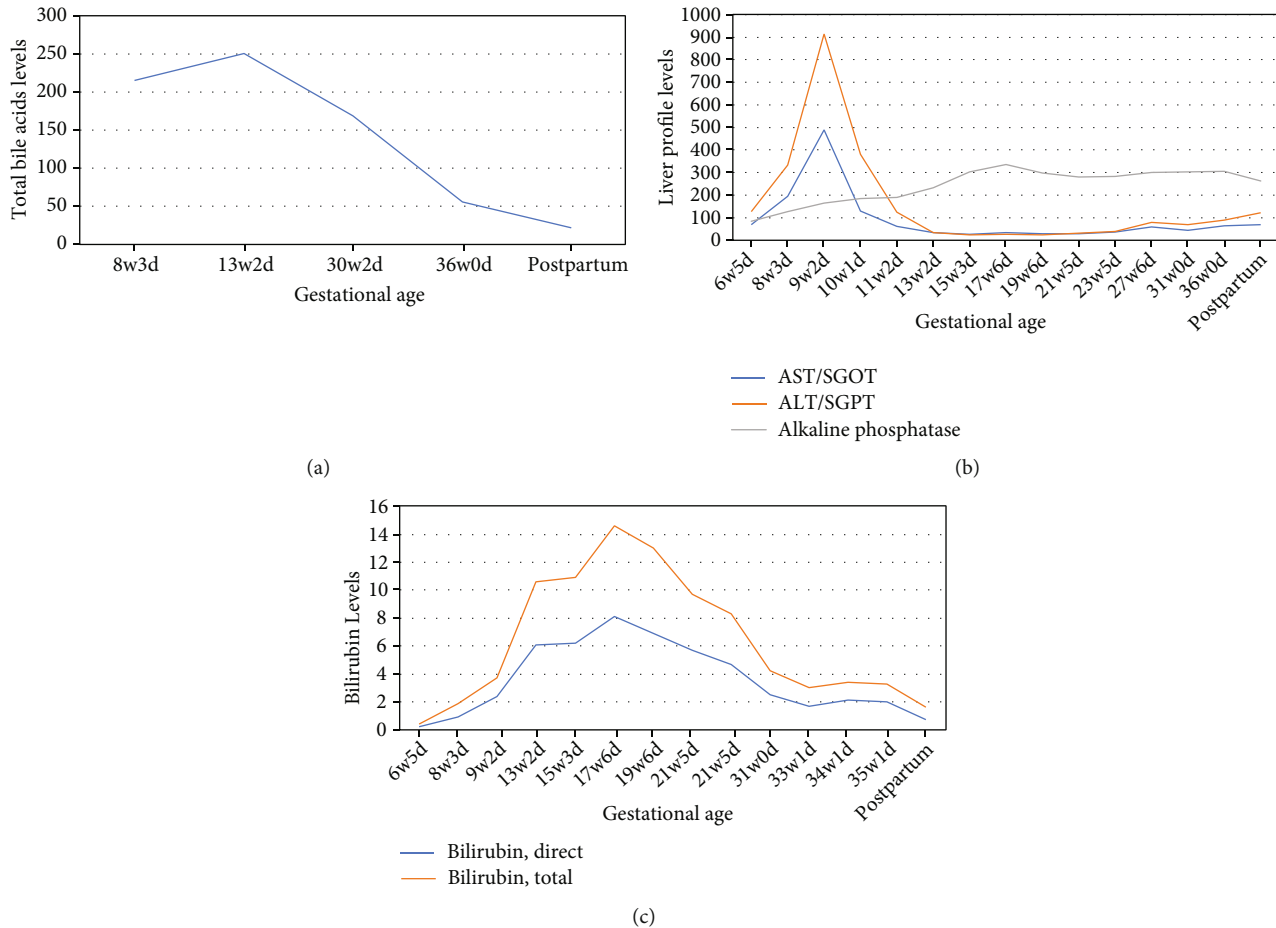 300
250
200
150
100
50
0
Total bile acids levels
8w3d 13w2d 30w2d 36w0d Postpartum
Gestational age
(a)
1000
900
800
700
600
500
400
300
200
100
0
Liver profile levels
6w5d 8w3d 9w2d 10w1d 11w2d 13w2d 15w3d 17w6d 19w6d 21w5d 23w5d 27w6d 31w0d 36w0d Postpartum
Gestational age
AST/SGOT
ALT/SGPT
Alkaline phosphatase
(b)
16
14
12
10
8
6
4
2
0
Bilirubin Levels
6w5d 8w3d 9w2d 13w2d 15w3d 17w6d 19w6d 21w5d 21w5d 31w0d 33w1d 34w1d 35w1d Postpartum
Gestational age
Bilirubin, direct
Bilirubin, total
(c)